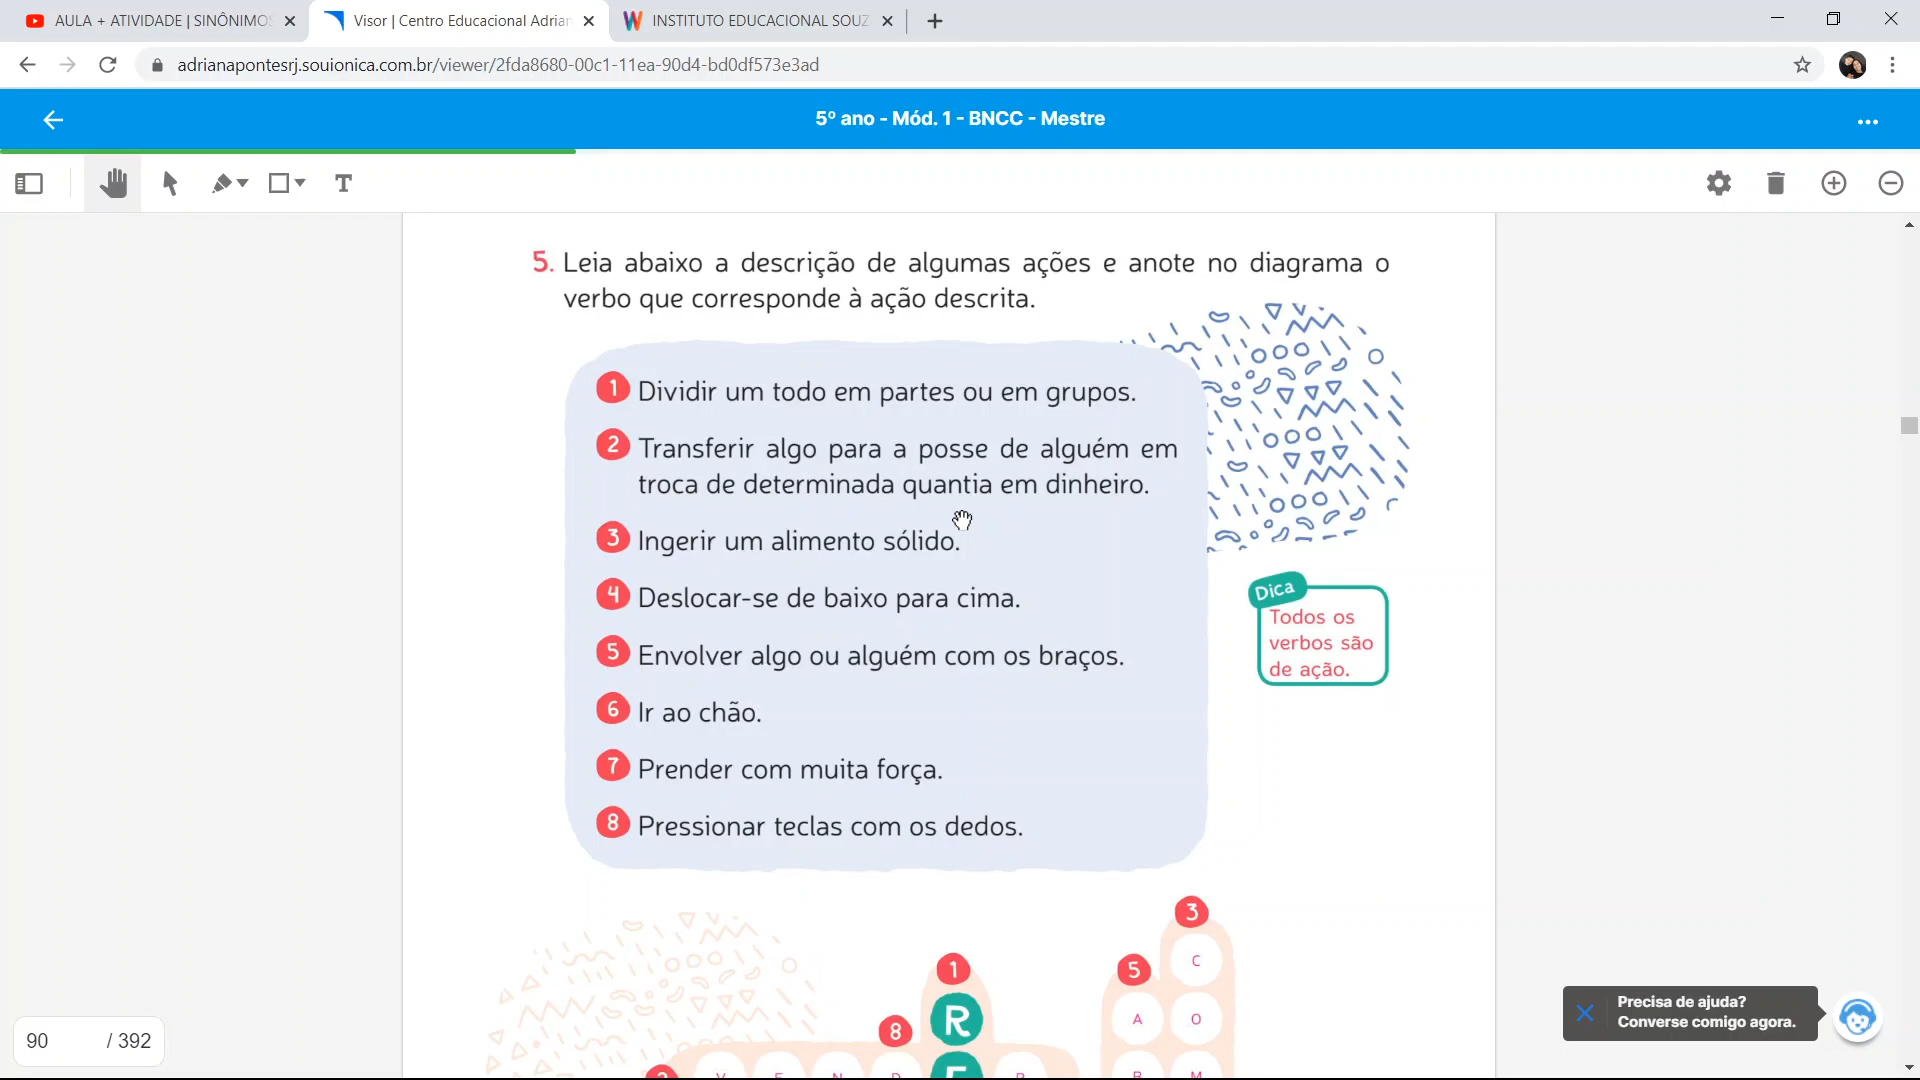 AULA + ATIVIDADE | SINÔNIMOS
Visor | Centro Educacional Adrian
INSTITUTO EDUCACIONAL SOUZ
adrianapontesrj.souionica.com.br/viewer/2fda8680-00c1-11ea-90d4-bd0df573e3ad
5º ano - Mód. 1 - BNCC - Mestre
T
5. Leia abaixo a descrição de algumas ações e anote no diagrama o
verbo que corresponde à ação descrita.
1 Dividir um todo em partes ou em grupos.
2 Transferir algo para a posse de alguém em
troca de determinada quantia em dinheiro.
3 Ingerir um alimento sólido.
4 Deslocar-se de baixo para cima.
5 Envolver algo ou alguém com os braços.
6 Ir ao chão.
7 Prender com muita força.
8 Pressionar teclas com os dedos.
Dica
Todos os
verbos são
de ação.
3
1 5 C
8 R A O
2 V E N D E R B M
Precisa de ajuda?
Converse comigo agora.
90 / 392